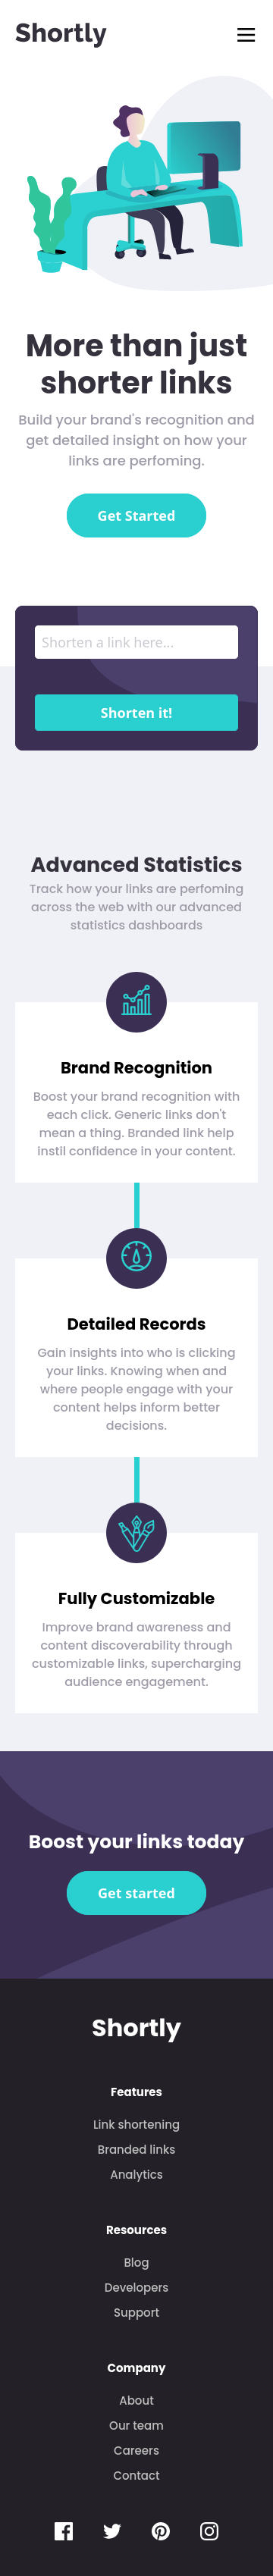 Shortly
More than just
shorter links
Build your brand's recognition and
get detailed insight on how your
links are perfoming.
Get Started
Shorten a link here...
Shorten it!
Advanced Statistics
Track how your links are perfoming
across the web with our advanced
statistics dashboards
Brand Recognition
Boost your brand recognition with
each click. Generic links don't
mean a thing. Branded link help
instil confidence in your content.
Detailed Records
Gain insights into who is clicking
your links. Knowing when and
where people engage with your
content helps inform better
decisions.
Fully Customizable
Improve brand awareness and
content discoverability through
customizable links, supercharging
audience engagement.
Boost your links today
Get started
Shortly
Features
Link shortening
Branded links
Analytics
Resources
Blog
Developers
Support
Company
About
Our team
Careers
Contact